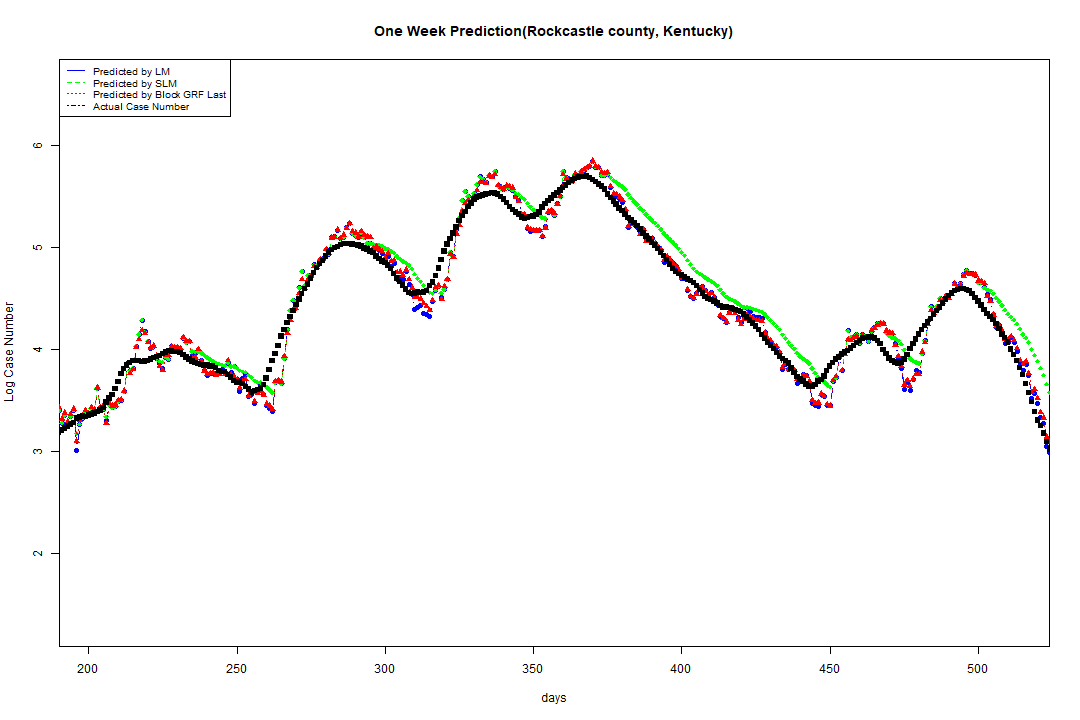 One Week Prediction(Rockcastle county, Kentucky)
Predicted by LM
Predicted by SLM
Predicted by Block GRF Last
Actual Case Number
6
5
4
3
2
Log Case Number
200 250 300 350 400 450 500
days